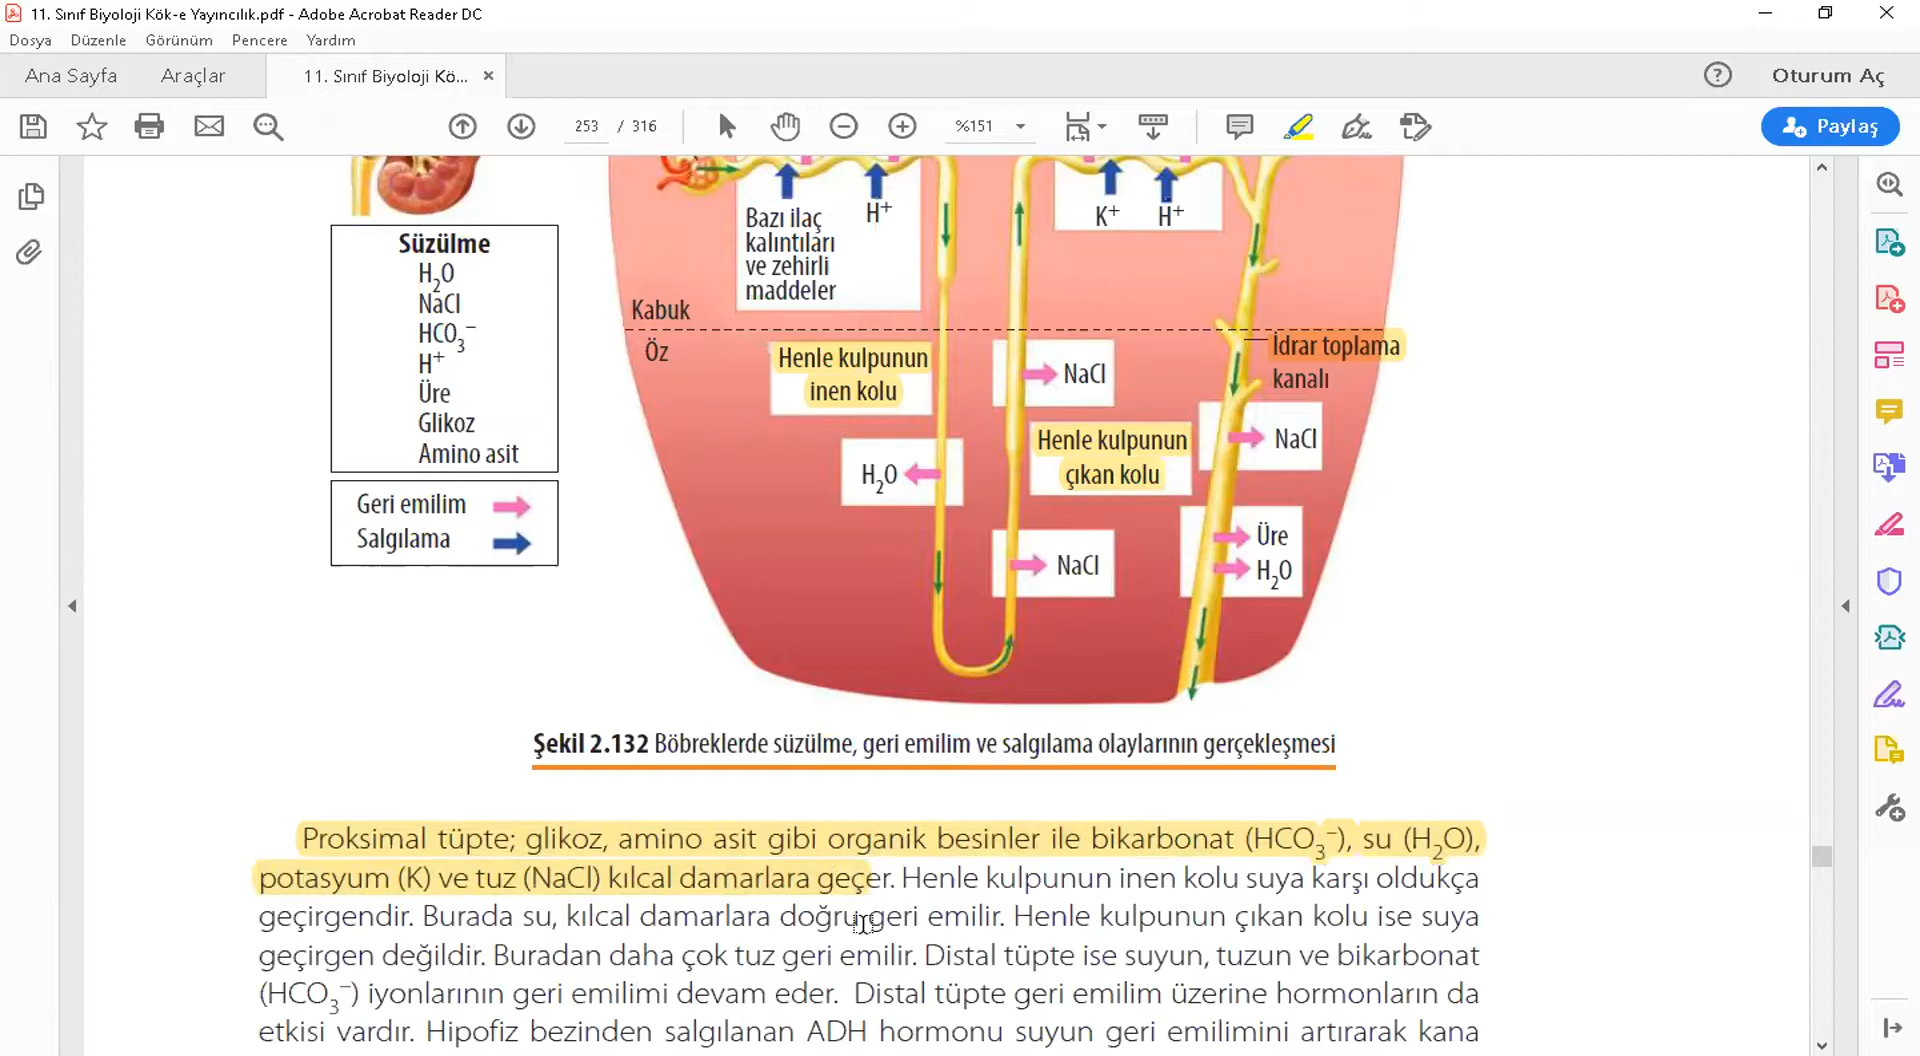 11. Sınıf Biyoloji Kök-e Yayıncılık.pdf - Adobe Acrobat Reader DC
Dosya Düzenle Görünüm Pencere Yardım
Ana Sayfa Araçlar 11. Sınıf Biyoloji Kö... Oturum Aç
253 / 316 %151 Paylaş
Süzülme
H₂O
NaCl
HCO₃⁻
H⁺
Üre
Glikoz
Amino asit
Geri emilim
Salgılama
Bazı ilaç
kalıntıları
ve zehirli
maddeler
H⁺
K⁺ H⁺
Kabuk
Öz
Henle kulpunun
inen kolu
H₂O
NaCl
Henle kulpunun
çıkan kolu
NaCl
İdrar toplama
kanalı
NaCl
Üre
H₂O
Şekil 2.132 Böbreklerde süzülme, geri emilim ve salgılama olaylarının gerçekleşmesi
Proksimal tüpte; glikoz, amino asit gibi organik besinler ile bikarbonat (HCO₃⁻), su (H₂O),
potasyum (K) ve tuz (NaCl) kılcal damarlara geçer. Henle kulpunun inen kolu suya karşı oldukça
geçirgendir. Burada su, kılcal damarlara doğru geri emilir. Henle kulpunun çıkan kolu ise suya
geçirgen değildir. Buradan daha çok tuz geri emilir. Distal tüpte ise suyun, tuzun ve bikarbonat
(HCO₃⁻) iyonlarının geri emilimi devam eder. Distal tüpte geri emilim üzerine hormonların da
etkisi vardır. Hipofiz bezinden salgılanan ADH hormonu suyun geri emilimini artırarak kana